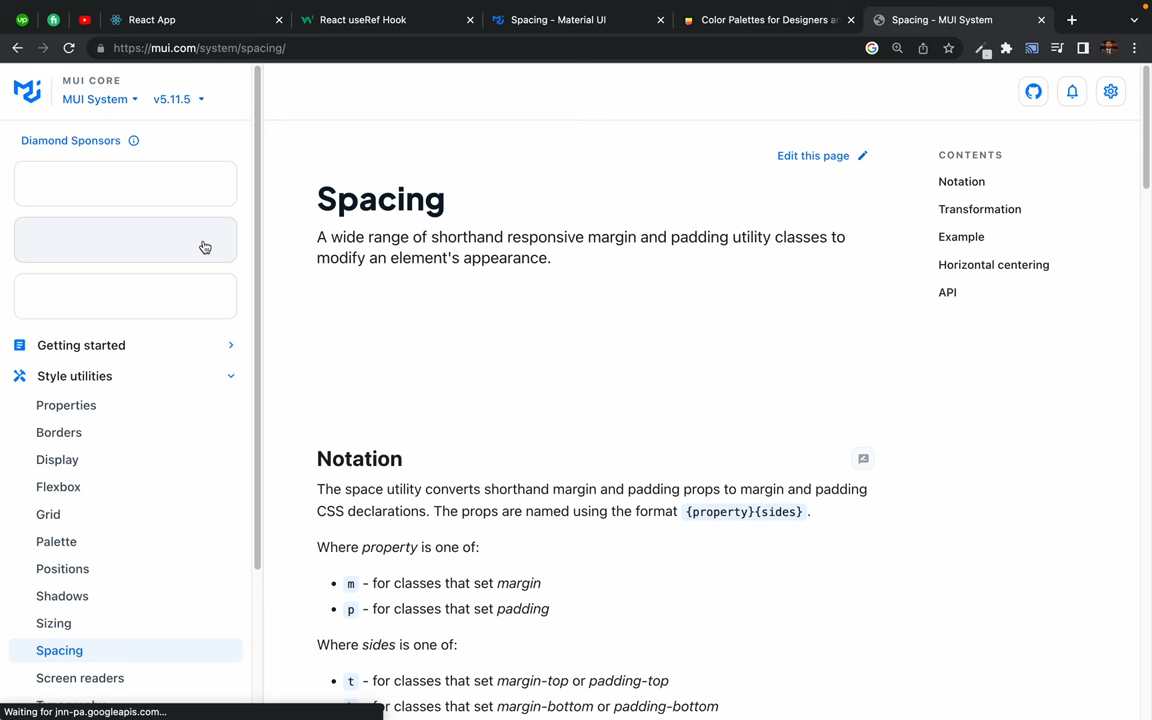 React App
React useRef Hook
Spacing - Material UI
Color Palettes for Designers
Spacing - MUI System
https://mui.com/system/spacing/
MUI CORE
MUI System v5.11.5
Diamond Sponsors
Getting started
Style utilities
Properties
Borders
Display
Flexbox
Grid
Palette
Positions
Shadows
Sizing
Spacing
Screen readers
Waiting for jnn-pa.googleapis.com...
Edit this page
Spacing
A wide range of shorthand responsive margin and padding utility classes to
modify an element's appearance.
Notation
The space utility converts shorthand margin and padding props to margin and padding
CSS declarations. The props are named using the format {property}{sides}.
Where property is one of:
• m - for classes that set margin
• p - for classes that set padding
Where sides is one of:
• t - for classes that set margin-top or padding-top
for classes that set margin-bottom or padding-bottom
CONTENTS
Notation
Transformation
Example
Horizontal centering
API